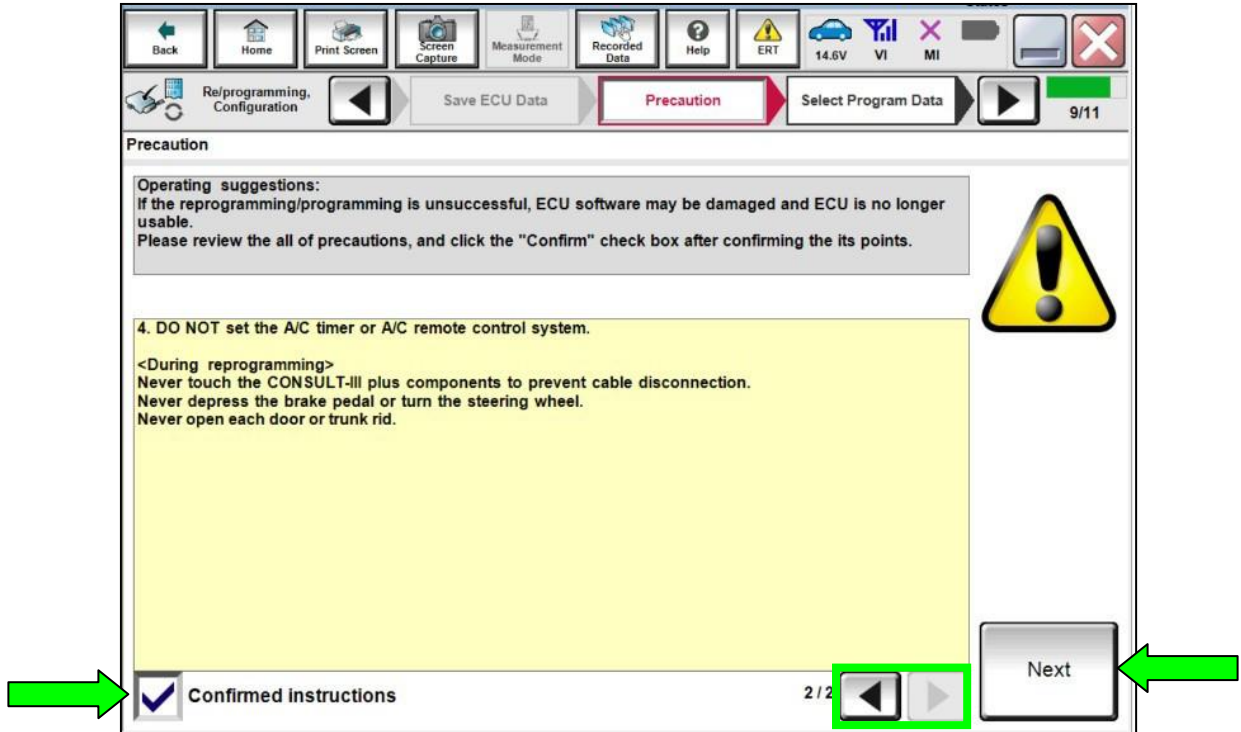 Back
Home
Print Screen
Screen
Capture
Measurement
Mode
Recorded
Data
Help
ERT
14.6V
VI
MI
Re/programming,
Configuration
Save ECU Data
Precaution
Select Program Data
9/11
Precaution
Operating suggestions:
If the reprogramming/programming is unsuccessful, ECU software may be damaged and ECU is no longer
usable.
Please review the all of precautions, and click the "Confirm" check box after confirming the its points.
4. DO NOT set the A/C timer or A/C remote control system.
<During reprogramming>
Never touch the CONSULT-III plus components to prevent cable disconnection.
Never depress the brake pedal or turn the steering wheel.
Never open each door or trunk rid.
Confirmed instructions
2/2
Next